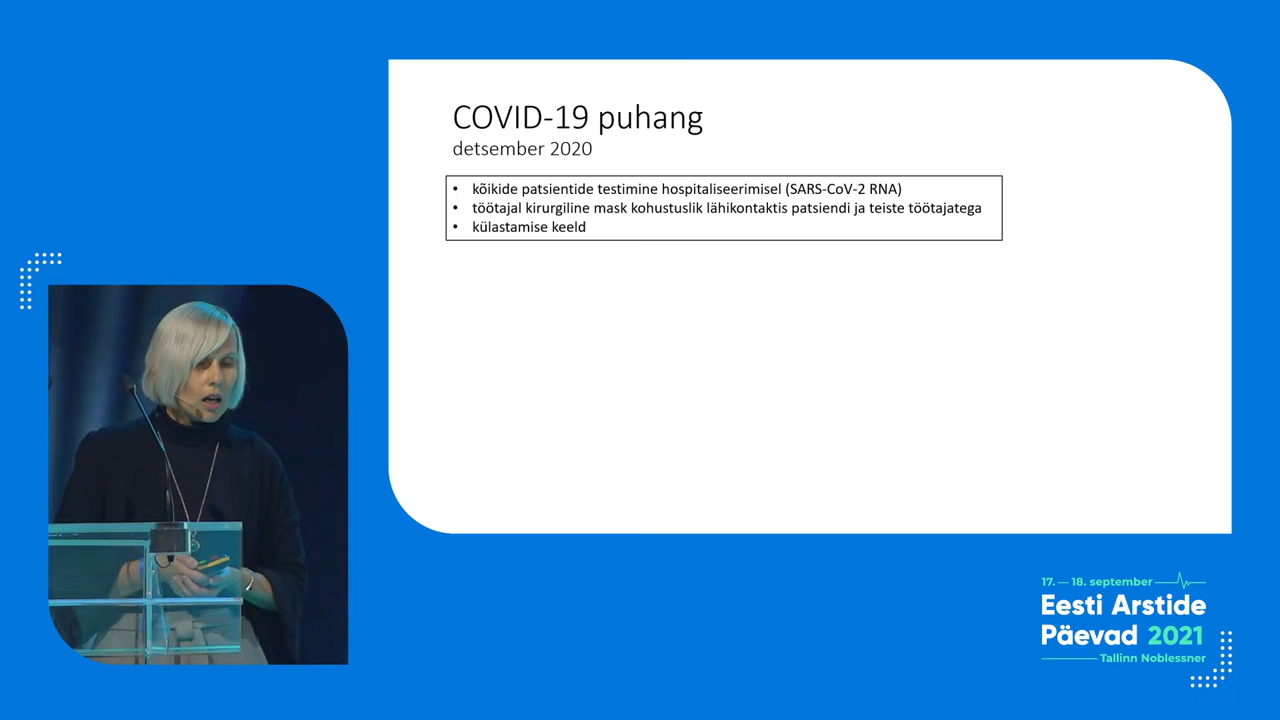 COVID-19 puhang
detsember 2020
• kõikide patsientide testimine hospitaliseerimisel (SARS-CoV-2 RNA)
• töötajal kirurgiline mask kohustuslik lähikontaktis patsiendi ja teiste töötajatega
• külastamise keeld
17. — 18. september
Eesti Arstide
Päevad 2021
Tallinn Noblessner